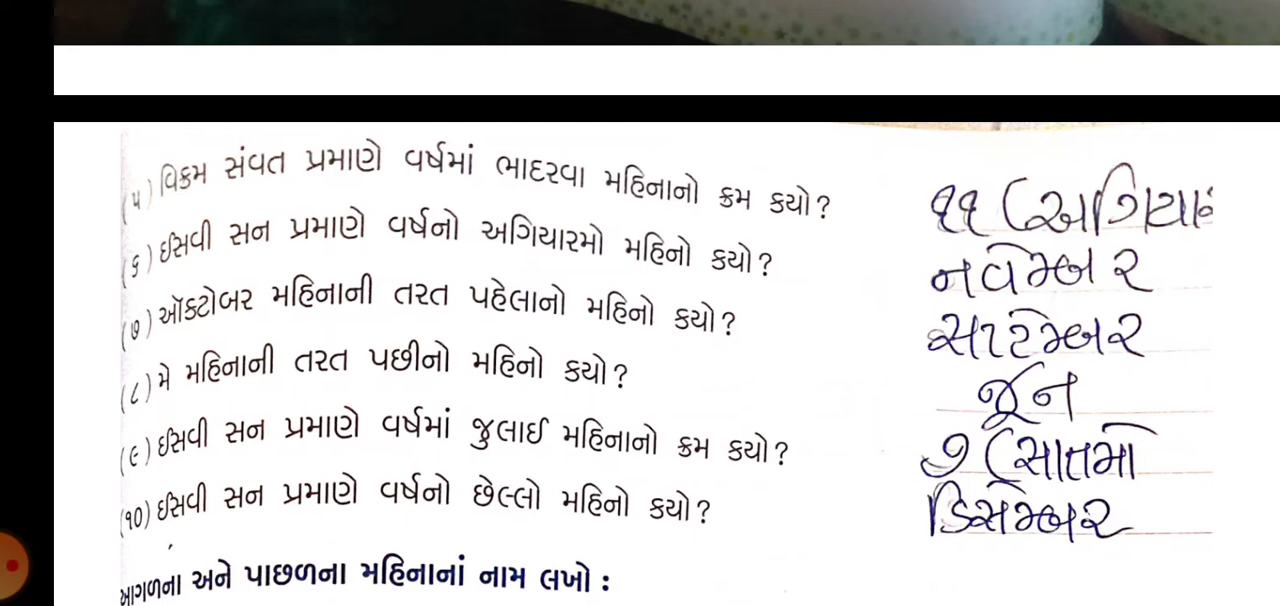 (૫) વિક્રમ સંવત પ્રમાણે વર્ષમાં ભાદરવા મહિનાનો ક્રમ કયો? ૧૧ (અગિયાર
(૬) ઈસવી સન પ્રમાણે વર્ષનો અગિયારમો મહિનો કયો? નવેમ્બર
(૭) ઑક્ટોબર મહિનાની તરત પહેલાનો મહિનો કયો? સપ્ટેમ્બર
(૮) મે મહિનાની તરત પછીનો મહિનો કયો? જૂન
(૯) ઈસવી સન પ્રમાણે વર્ષમાં જુલાઈ મહિનાનો ક્રમ કયો? ૭ (સાતમો
(૧૦) ઈસવી સન પ્રમાણે વર્ષનો છેલ્લો મહિનો કયો? ડિસેમ્બર
આગળના અને પાછળના મહિનાનાં નામ લખો :